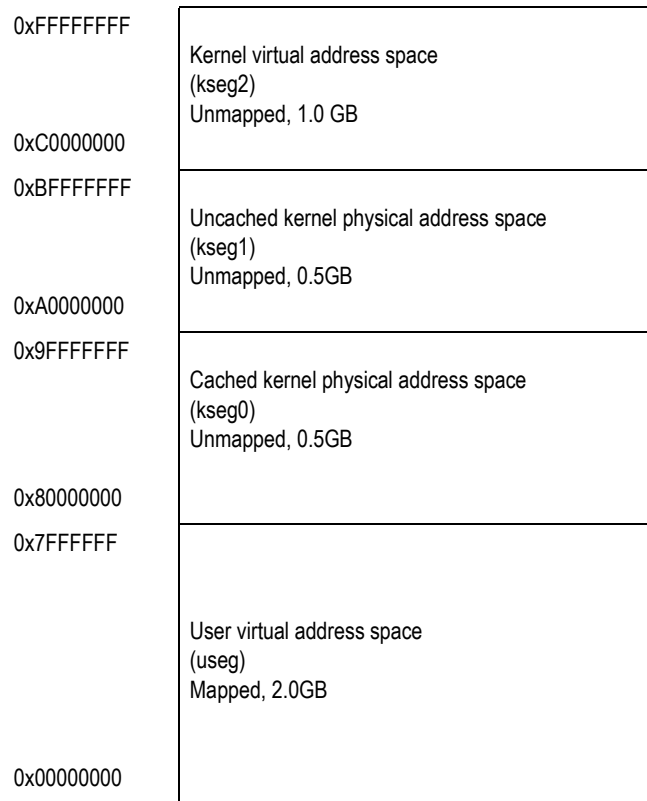 0xFFFFFFFF
Kernel virtual address space
(kseg2)
Unmapped, 1.0 GB
0xC0000000
0xBFFFFFFF
Uncached kernel physical address space
(kseg1)
Unmapped, 0.5GB
0xA0000000
0x9FFFFFFF
Cached kernel physical address space
(kseg0)
Unmapped, 0.5GB
0x80000000
0x7FFFFFF
User virtual address space
(useg)
Mapped, 2.0GB
0x00000000